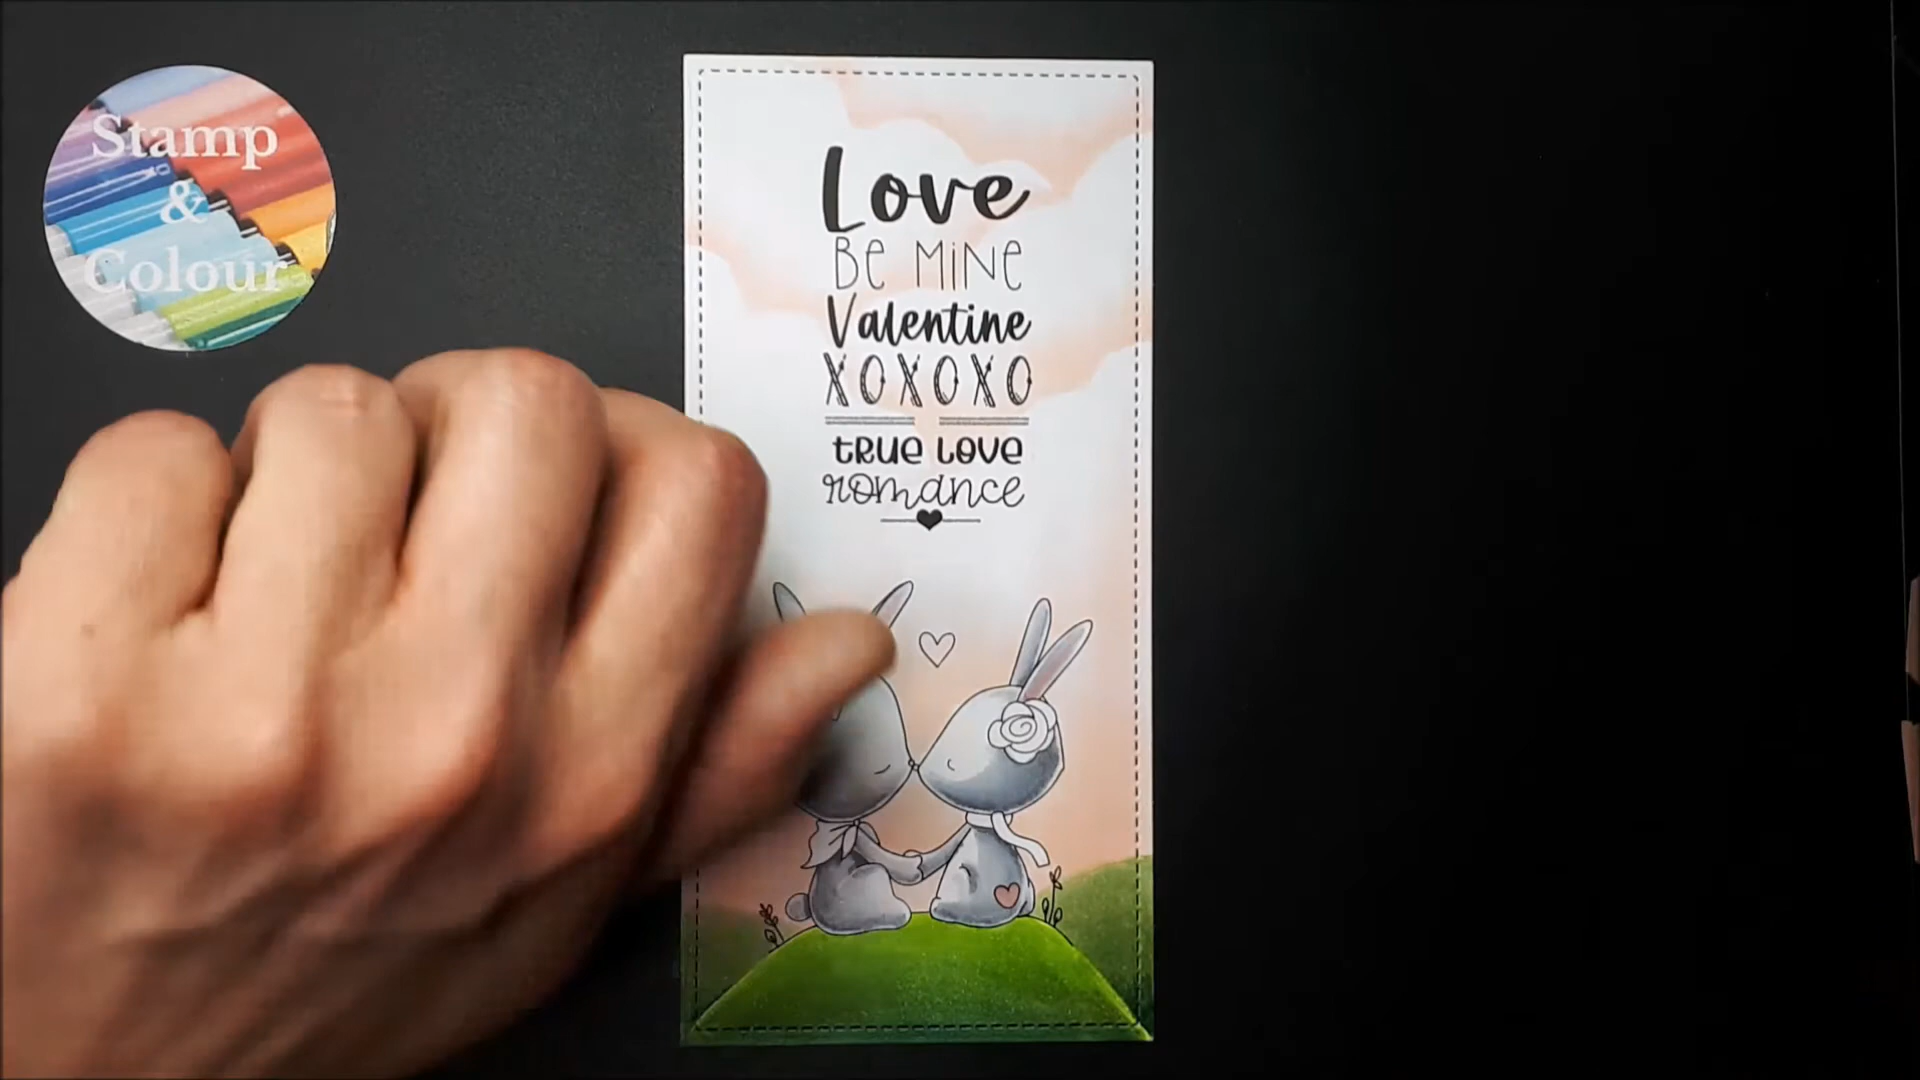 Stamp
&
Colour
Love
Be MiNe
Valentine
XOXOXO
true love
romance